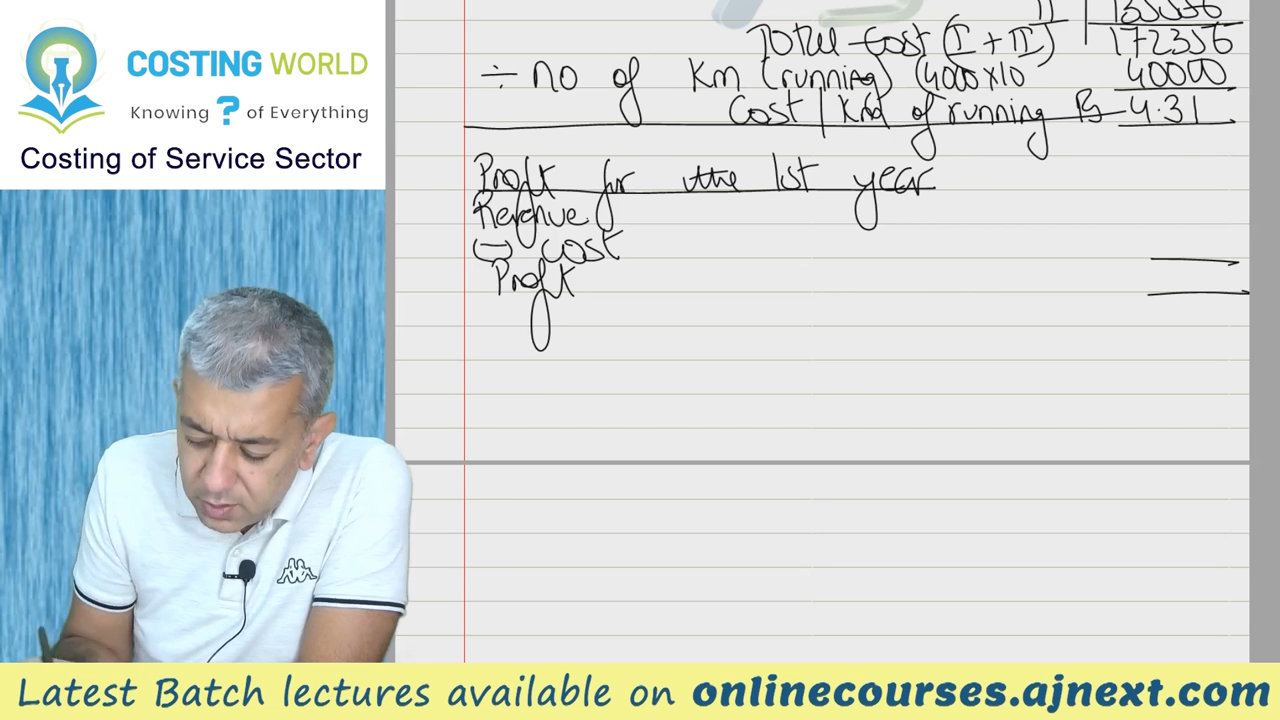 COSTING WORLD
Knowing ? of Everything
Costing of Service Sector
II
Total Cost (I + II) 172356
÷ no of Km (running) (4000×10 40000
Cost / Km of running Rs 4.31
Profit for the 1st year
Revenue
(-) Cost
Profit
Kappa
Latest Batch lectures available on onlinecourses.ajnext.com